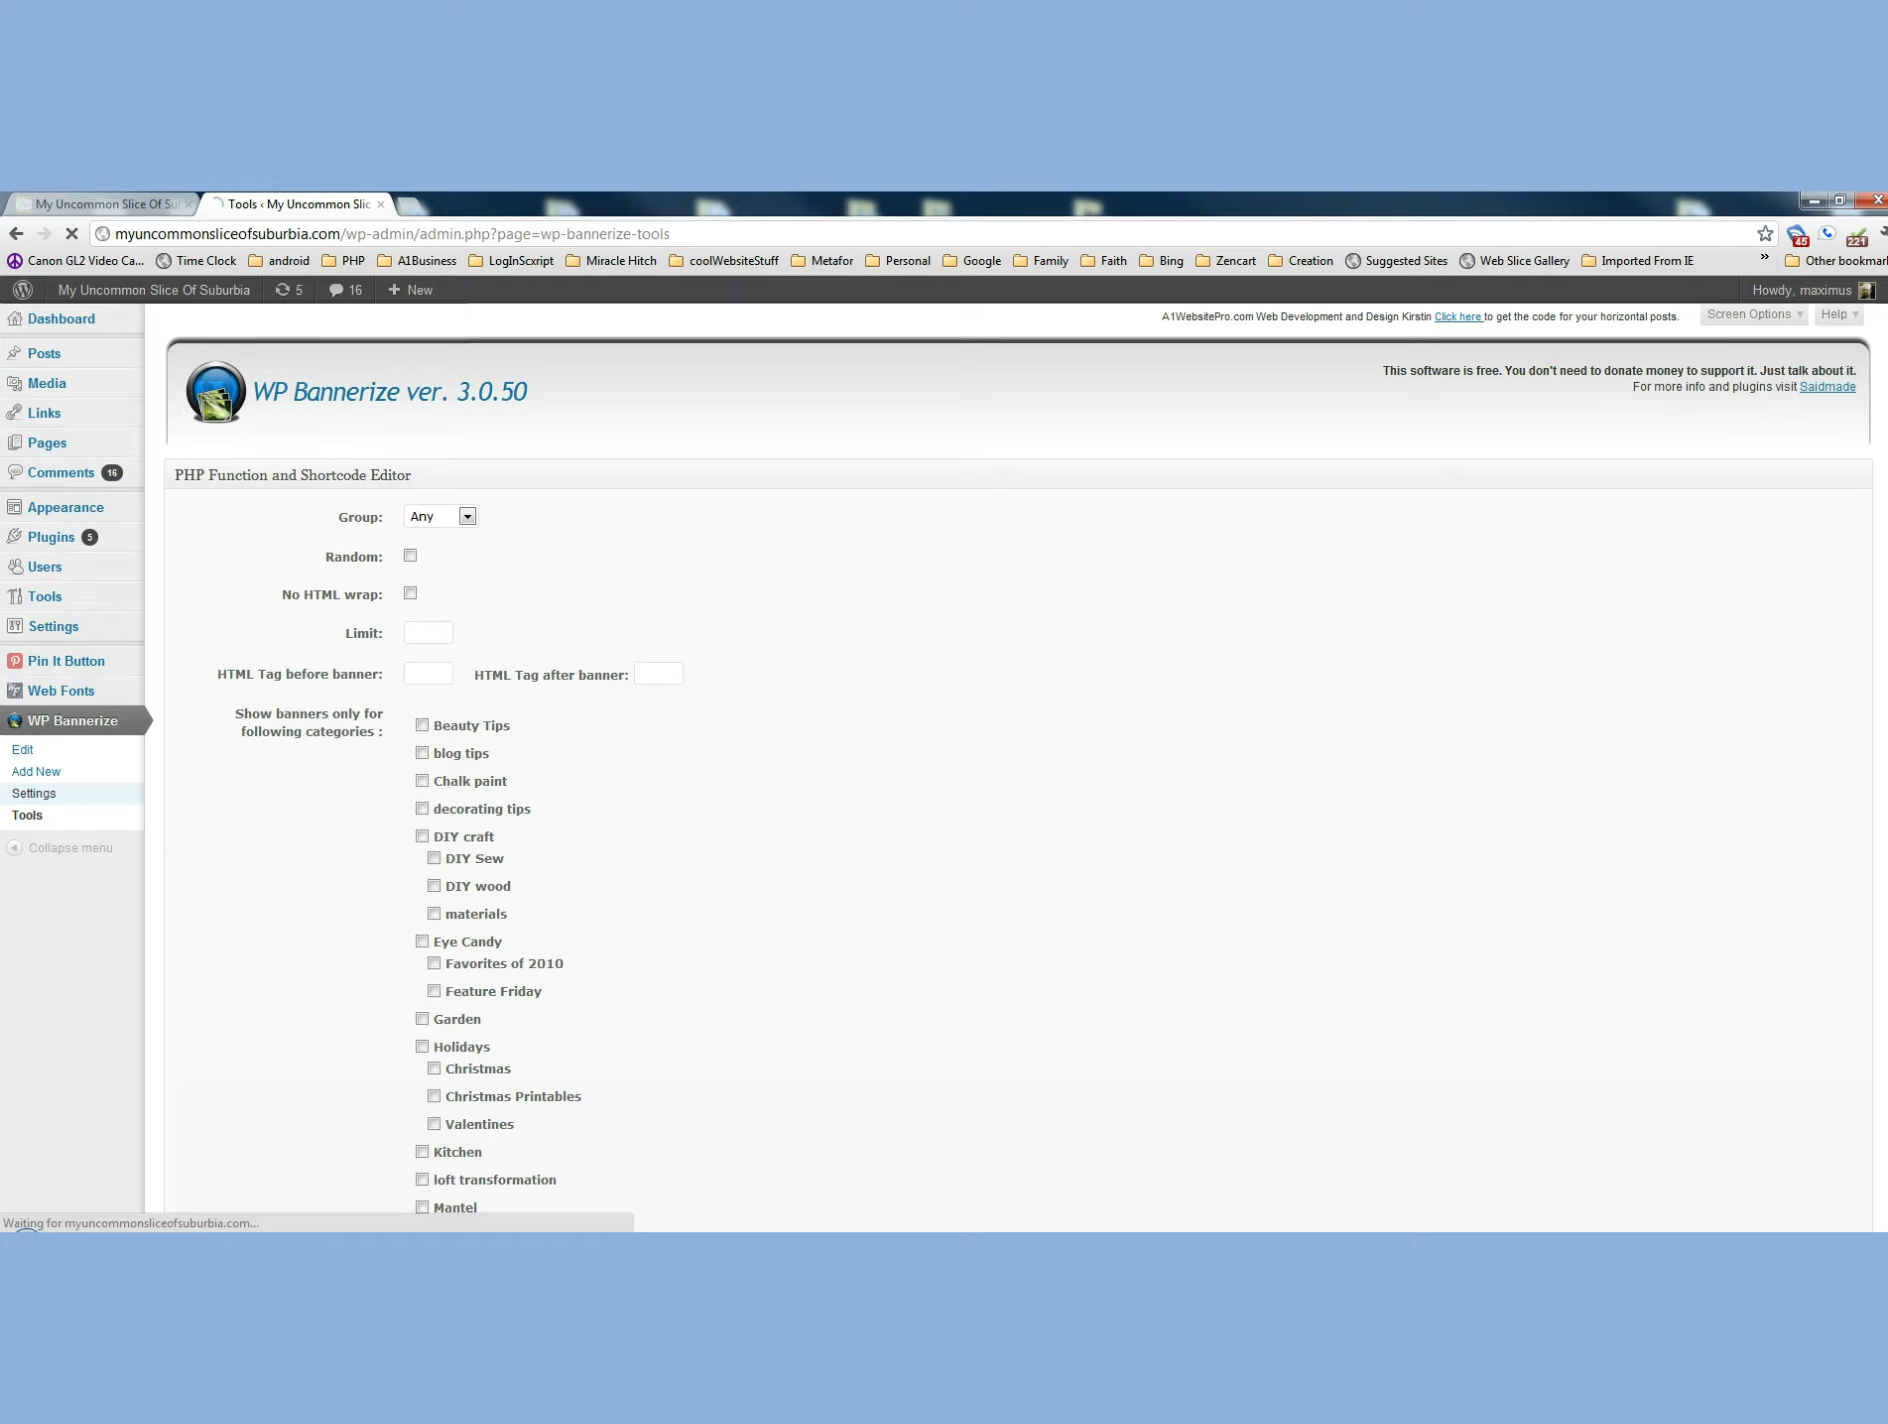 My Uncommon Slice Of Su
Tools ‹ My Uncommon Slic
myuncommonsliceofsuburbia.com/wp-admin/admin.php?page=wp-bannerize-tools
45
221
Canon GL2 Video Ca... Time Clock android PHP A1Business LogInScxript Miracle Hitch coolWebsiteStuff Metafor Personal Google Family Faith Bing Zencart Creation Suggested Sites Web Slice Gallery Imported From IE » Other bookmar
My Uncommon Slice Of Suburbia 5 16 + New Howdy, maximus
A1WebsitePro.com Web Development and Design Kirstin Click here to get the code for your horizontal posts. Screen Options Help
Dashboard
Posts
Media
Links
Pages
Comments 16
Appearance
Plugins 5
Users
Tools
Settings
Pin It Button
Web Fonts
WP Bannerize
Edit
Add New
Settings
Tools
Collapse menu
WP Bannerize ver. 3.0.50
This software is free. You don't need to donate money to support it. Just talk about it.
For more info and plugins visit Saidmade
PHP Function and Shortcode Editor
Group: Any
Random:
No HTML wrap:
Limit:
HTML Tag before banner: HTML Tag after banner:
Show banners only for
following categories :
Beauty Tips
blog tips
Chalk paint
decorating tips
DIY craft
DIY Sew
DIY wood
materials
Eye Candy
Favorites of 2010
Feature Friday
Garden
Holidays
Christmas
Christmas Printables
Valentines
Kitchen
loft transformation
Mantel
Waiting for myuncommonsliceofsuburbia.com...